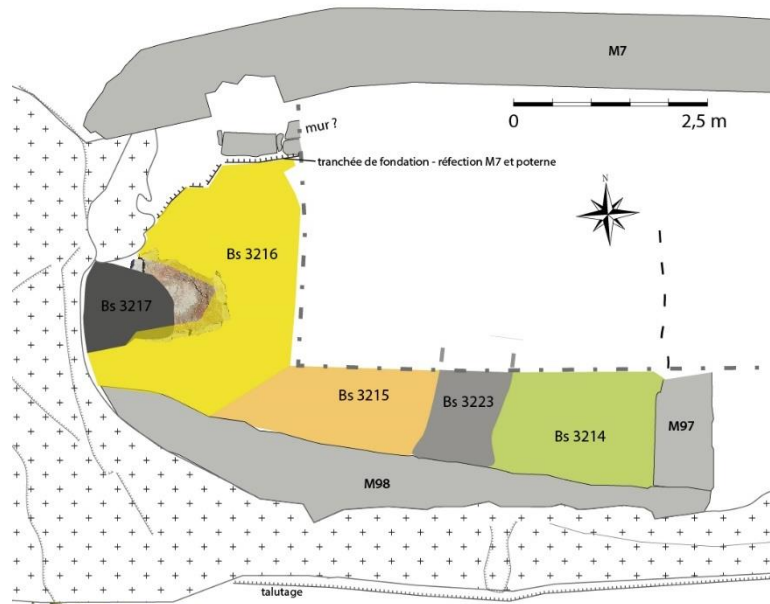 M7
0 2,5 m
mur ?
tranchée de fondation - réfection M7 et poterne
N
Bs 3216
Bs 3217
Bs 3215
Bs 3223
Bs 3214
M97
M98
talutage